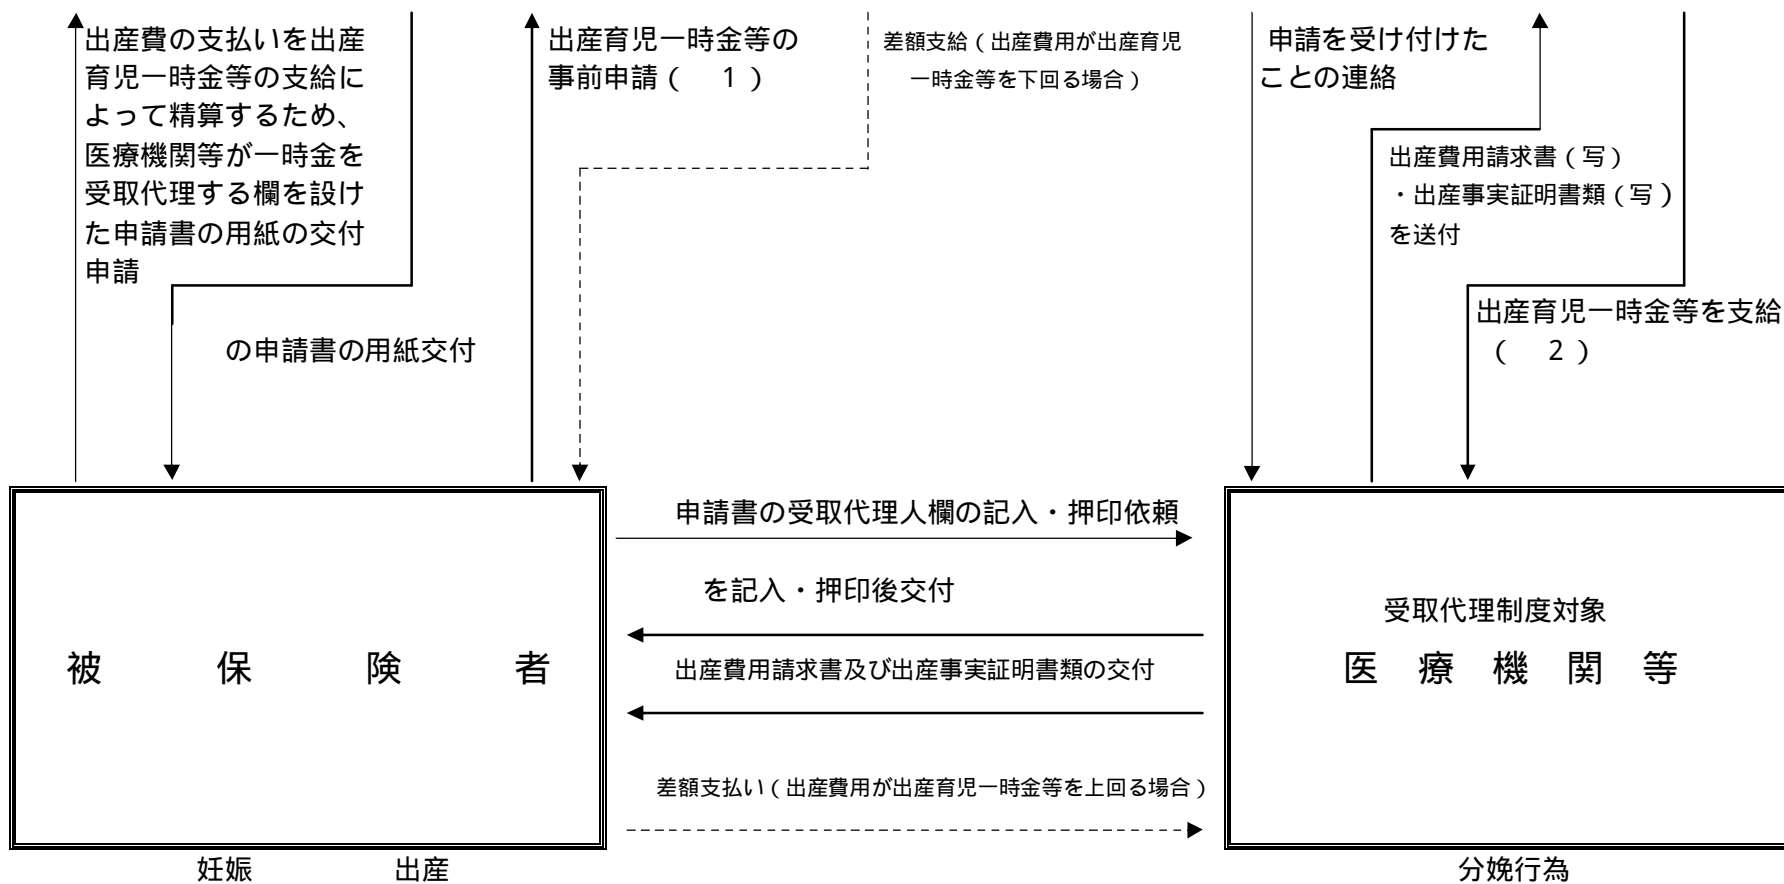 出産費の支払いを出産
育児一時金等の支給に
よって精算するため、
医療機関等が一時金を
受取代理する欄を設け
た申請書の用紙の交付
申請
の申請書の用紙交付
出産育児一時金等の
事前申請(　1)
差額支給(出産費用が出産育児
一時金等を下回る場合)
申請を受け付けた
ことの連絡
出産費用請求書(写)
・出産事実証明書類(写)
を送付
出産育児一時金等を支給
(　2)
申請書の受取代理人欄の記入・押印依頼
を記入・押印後交付
出産費用請求書及び出産事実証明書類の交付
差額支払い(出産費用が出産育児一時金等を上回る場合)
被保険者
受取代理制度対象
医療機関等
妊娠　出産
分娩行為